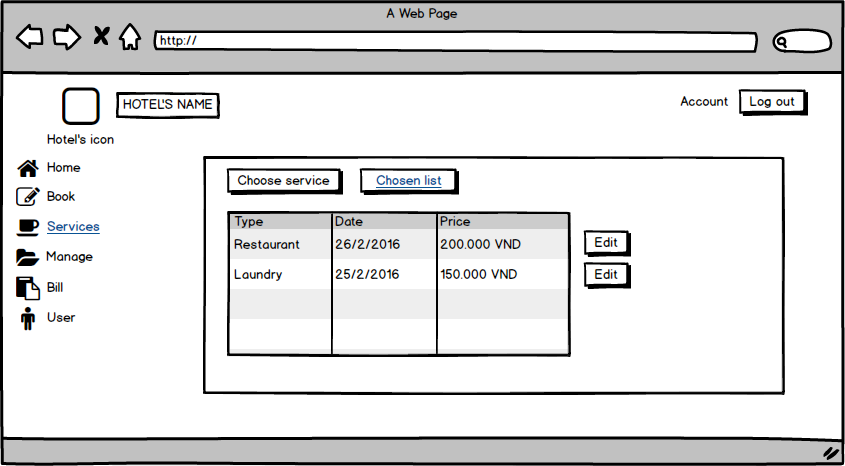 A Web Page
http://
HOTEL'S NAME
Account
Log out
Hotel's icon
Home
Book
Services
Manage
Bill
User
Choose service
Chosen list
Type Date Price
Restaurant 26/2/2016 200.000 VND Edit
Laundry 25/2/2016 150.000 VND Edit